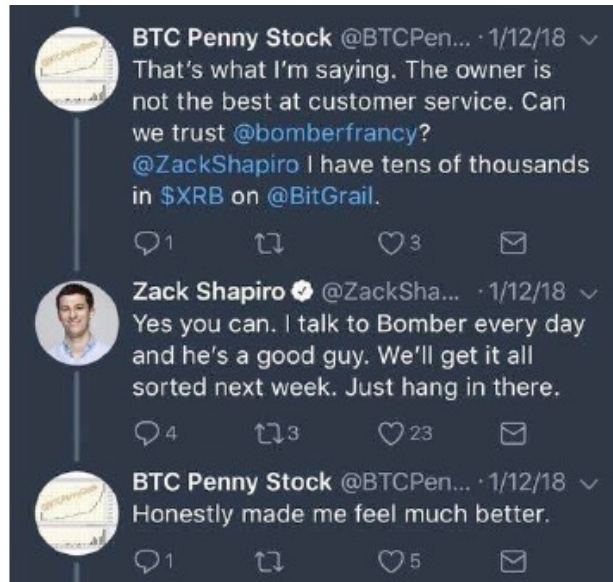 BTC Penny Stock @BTCPen... · 1/12/18
That's what I'm saying. The owner is
not the best at customer service. Can
we trust @bomberfrancy?
@ZackShapiro I have tens of thousands
in $XRB on @BitGrail.
1 3
Zack Shapiro @ZackSha... · 1/12/18
Yes you can. I talk to Bomber every day
and he's a good guy. We'll get it all
sorted next week. Just hang in there.
4 3 23
BTC Penny Stock @BTCPen... · 1/12/18
Honestly made me feel much better.
1 5